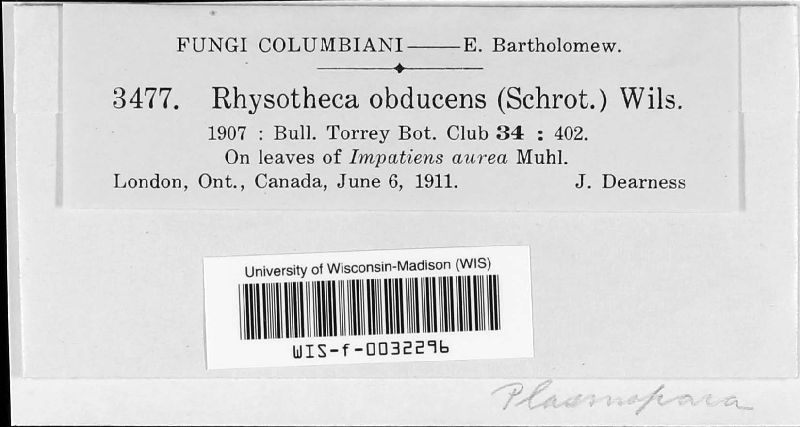 FUNGI COLUMBIANI——E. Bartholomew.
3477. Rhysotheca obducens (Schrot.) Wils.
1907 : Bull. Torrey Bot. Club 34 : 402.
On leaves of Impatiens aurea Muhl.
London, Ont., Canada, June 6, 1911. J. Dearness
University of Wisconsin-Madison (WIS)
WIS-f-0032296
Plasmopara